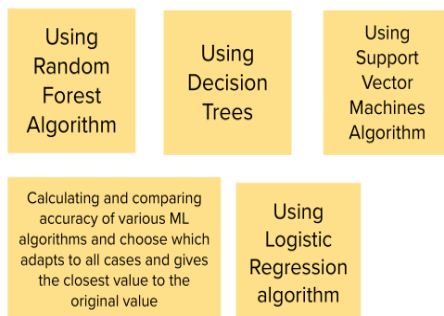 Using
Random
Forest
Algorithm
Using
Decision
Trees
Using
Support
Vector
Machines
Algorithm
Calculating and comparing
accuracy of various ML
algorithms and choose which
adapts to all cases and gives
the closest value to the
original value
Using
Logistic
Regression
algorithm